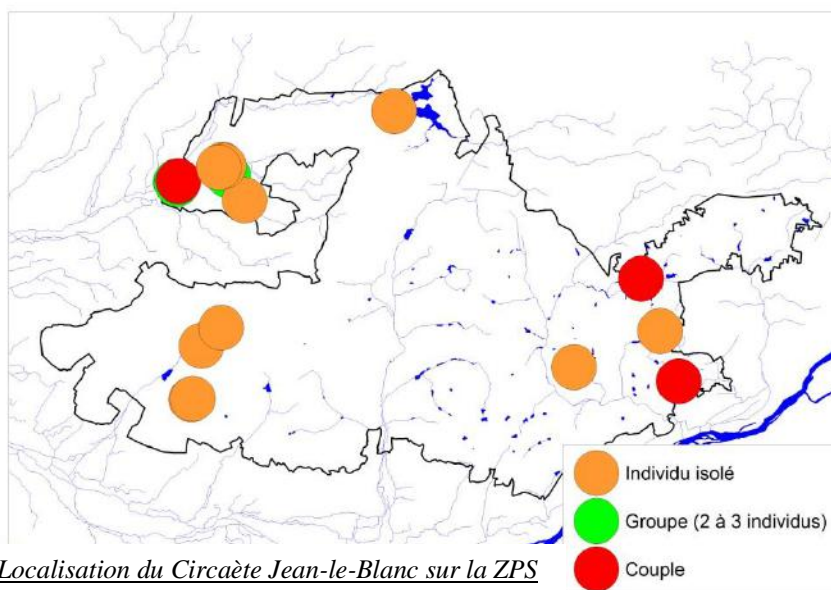 Individu isolé
Groupe (2 à 3 individus)
Couple
Localisation du Circaète Jean-le-Blanc sur la ZPS